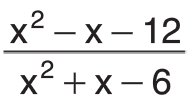 x² − x − 12
x² + x − 6